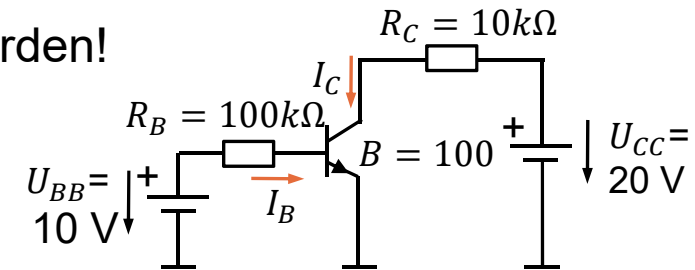 rden!
R_C = 10kΩ
I_C
R_B = 100kΩ
B = 100
+
U_CC=
20 V
U_BB=
+
10 V
I_B